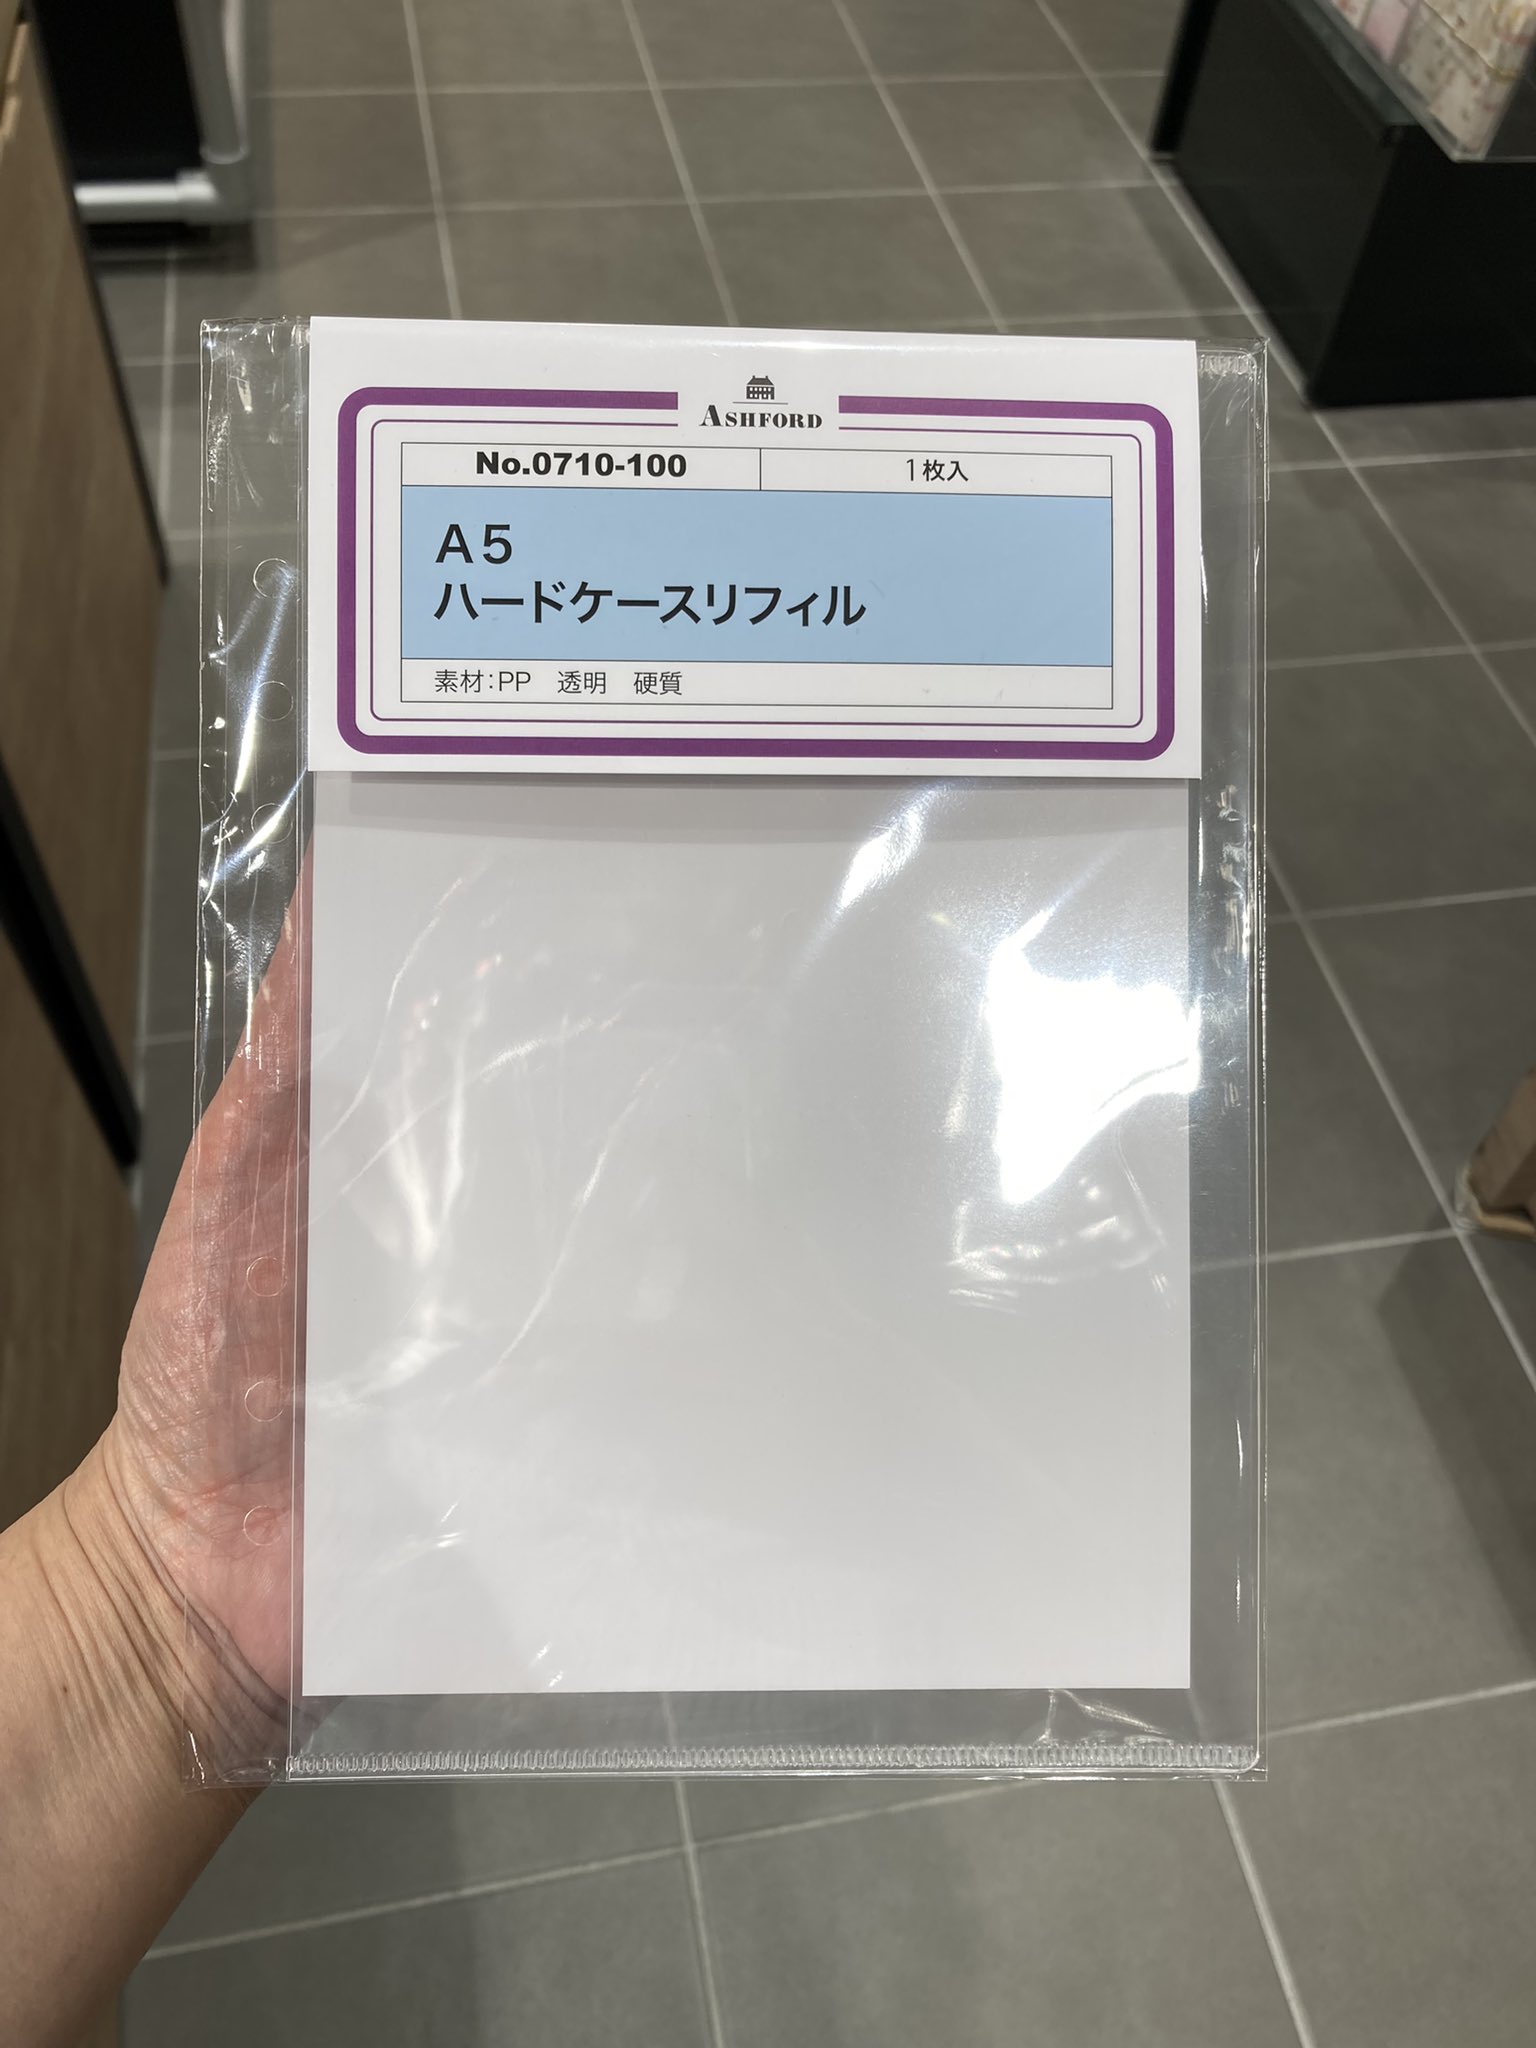 ASHFORD
No.0710-100
1枚入
A5
ハードケースリフィル
素材：PP　透明　硬質